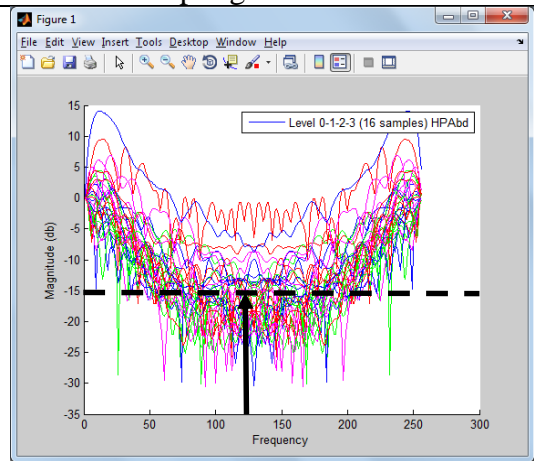 Figure 1
File Edit View Insert Tools Desktop Window Help
Level 0-1-2-3 (16 samples) HPAbd
15
10
5
0
-5
-10
-15
-20
-25
-30
-35
Magnitude (db)
0 50 100 150 200 250 300
Frequency